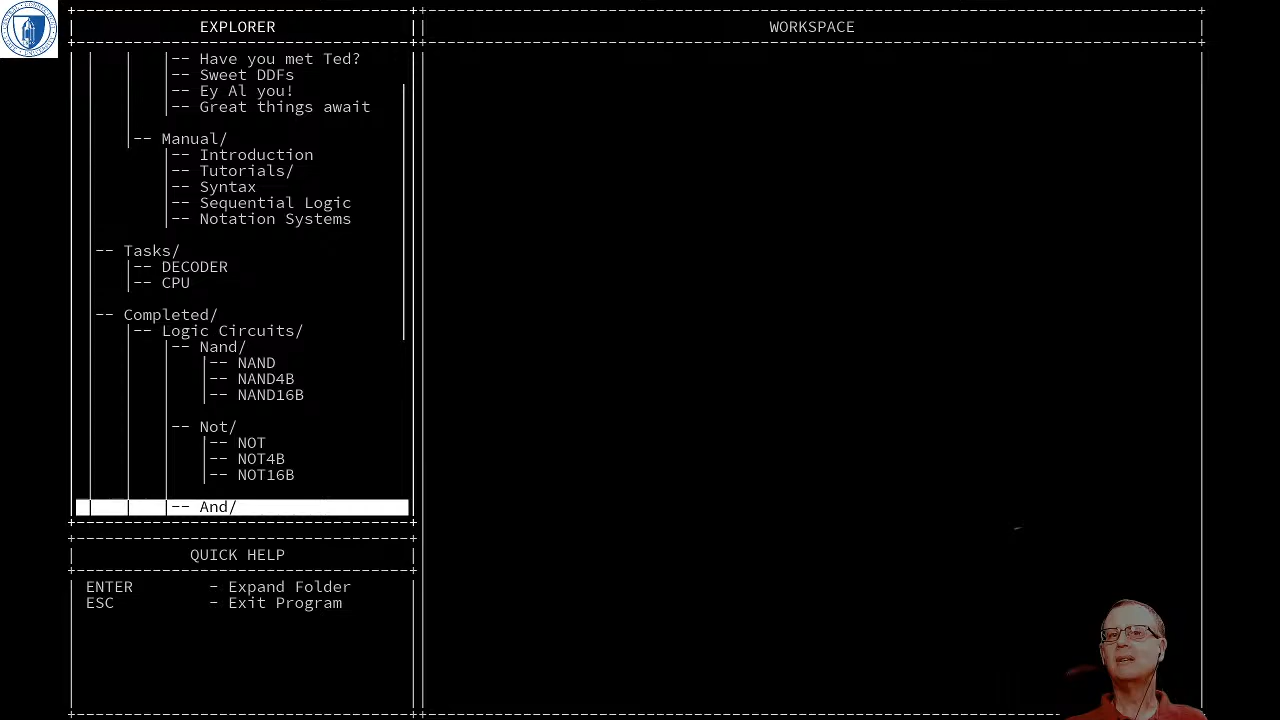 EXPLORER
WORKSPACE
|-- Have you met Ted?
|-- Sweet DDFs
|-- Ey Al you!
|-- Great things await
|-- Manual/
|-- Introduction
|-- Tutorials/
|-- Syntax
|-- Sequential Logic
|-- Notation Systems
|-- Tasks/
|-- DECODER
|-- CPU
|-- Completed/
|-- Logic Circuits/
|-- Nand/
|-- NAND
|-- NAND4B
|-- NAND16B
|-- Not/
|-- NOT
|-- NOT4B
|-- NOT16B
|-- And/
QUICK HELP
ENTER - Expand Folder
ESC - Exit Program